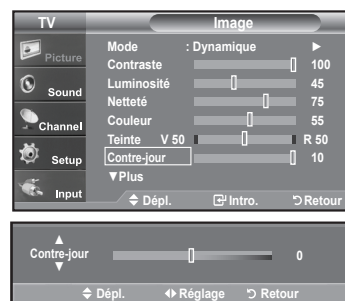 TV Image
Picture
Sound
Channel
Setup
Input
Mode : Dynamique ►
Contraste 100
Luminosité 45
Netteté 75
Couleur 55
Teinte V 50 R 50
Contre-jour 10
▼Plus
Dépl. Intro. Retour
▲
Contre-jour 0
▼
Dépl. Réglage Retour